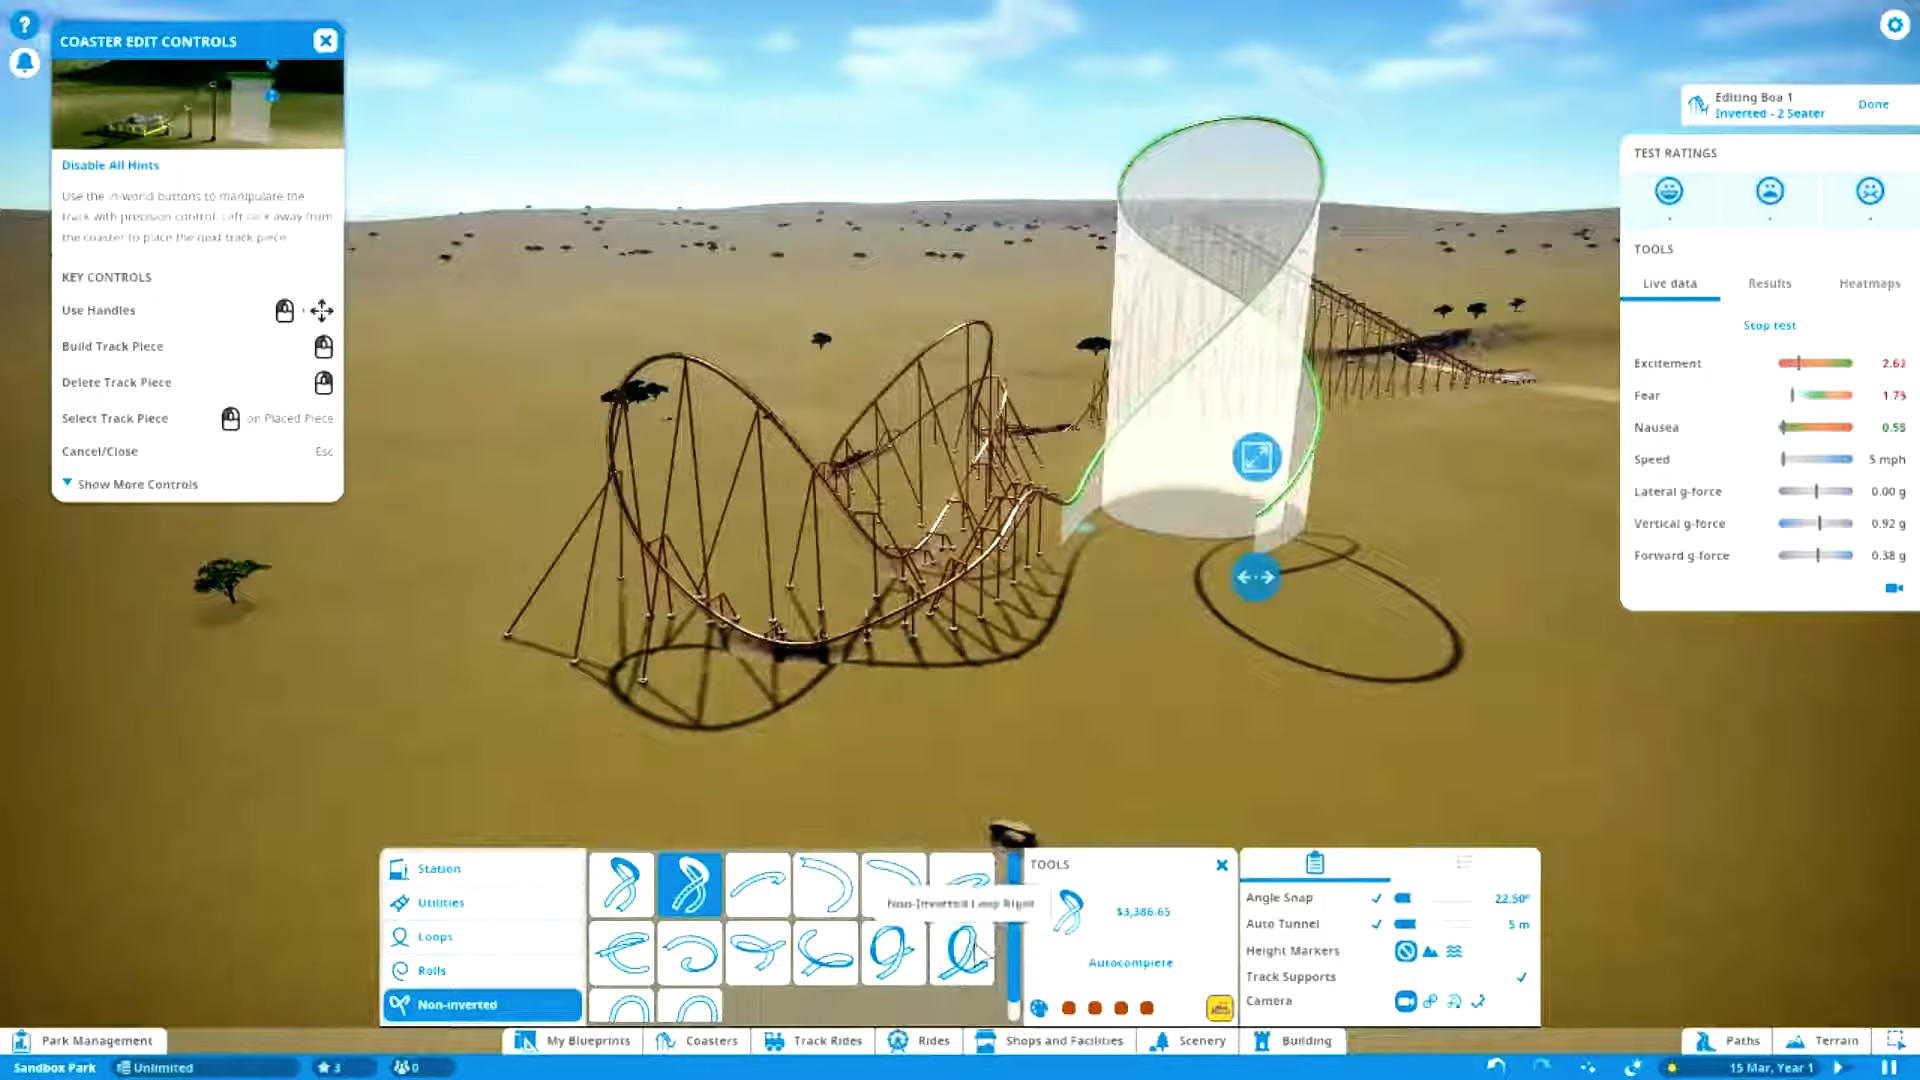 COASTER EDIT CONTROLS
Disable All Hints
Use the in-world buttons to manipulate the
track with precision control. Left click away from
the coaster to place the next track piece.
KEY CONTROLS
Use Handles
Build Track Piece
Delete Track Piece
Select Track Piece on Placed Piece
Cancel/Close Esc
Show More Controls
Editing Boa 1
Inverted - 2 Seater
Done
TEST RATINGS
TOOLS
Live data Results Heatmaps
Stop test
Excitement
Fear
Nausea
Speed 5 mph
Lateral g-force 0.00 g
Vertical g-force 0.92 g
Forward g-force 0.38 g
Station
Utilities
Loops
Rolls
Non-inverted
Non-Inverted Loop Right
TOOLS
$3,386.65
Autocomplete
Angle Snap 22.50°
Auto Tunnel 5 m
Height Markers
Track Supports
Camera
Park Management
My Blueprints Coasters Track Rides Rides Shops and Facilities Scenery Building
Paths Terrain
Sandbox Park Unlimited 3 0
15 Mar, Year 1